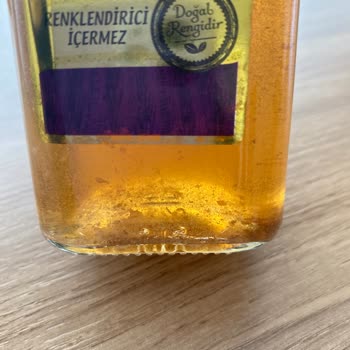 RENKLENDİRİCİ
İÇERMEZ
Doğal
Rengidir